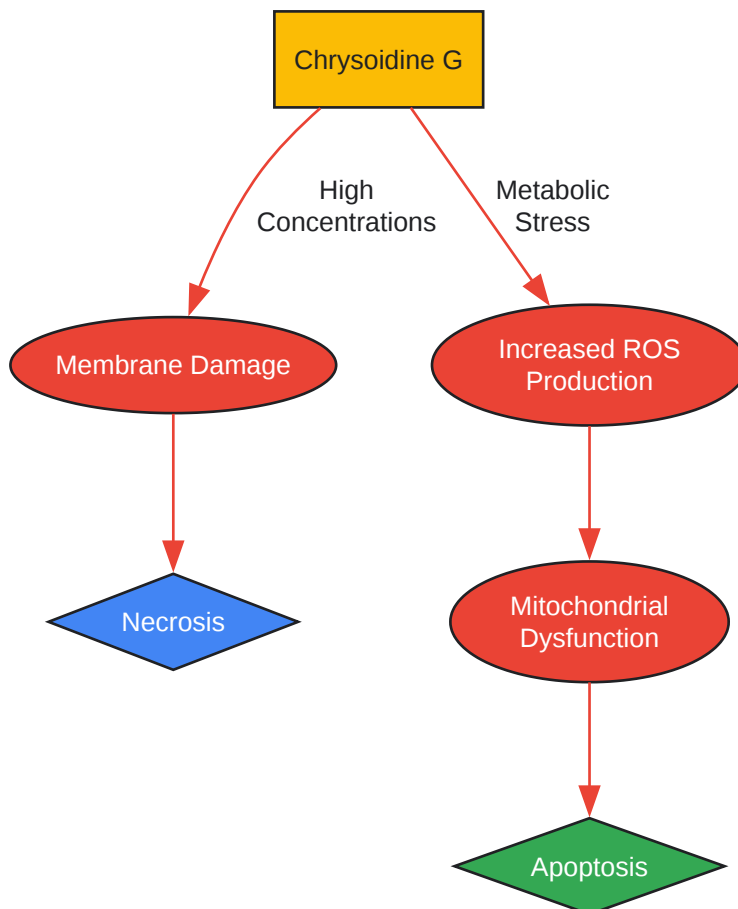 Chrysoidine G
High
Concentrations
Metabolic
Stress
Membrane Damage
Increased ROS
Production
Necrosis
Mitochondrial
Dysfunction
Apoptosis